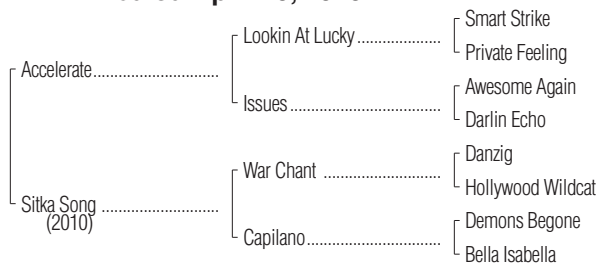 Smart Strike
Lookin At Lucky
Private Feeling
Accelerate
Awesome Again
Issues
Darlin Echo
Danzig
War Chant
Hollywood Wildcat
Sitka Song
(2010)
Demons Begone
Capilano
Bella Isabella